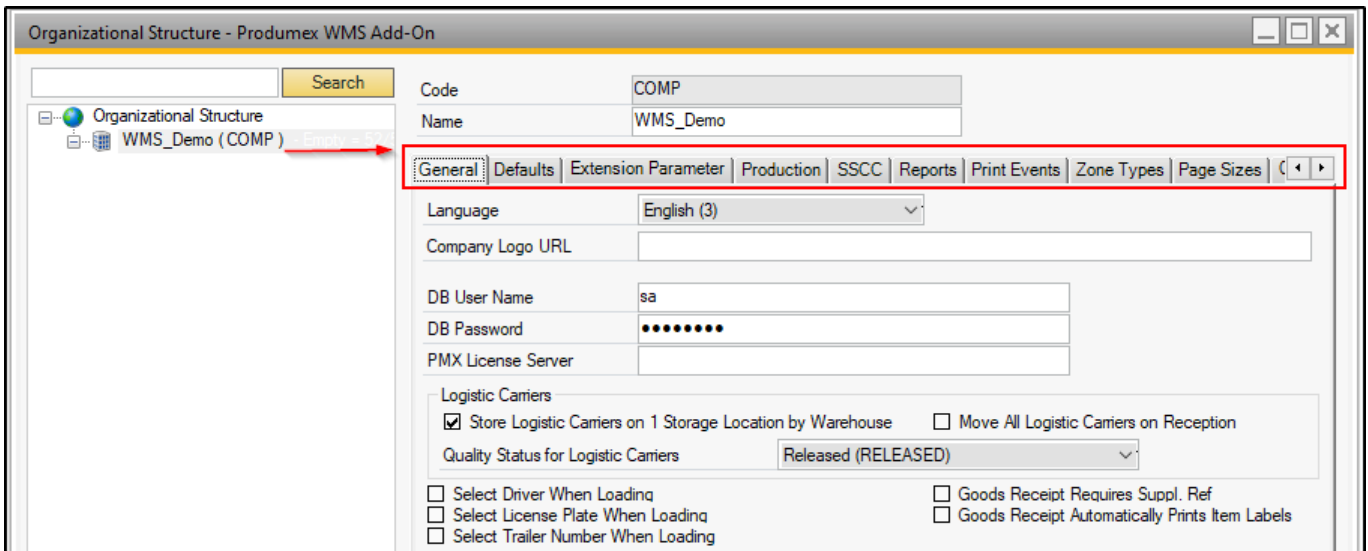 Organizational Structure - Produmex WMS Add-On
Search
Organizational Structure
WMS_Demo ( COMP ) - Empty = 52/
Code COMP
Name WMS_Demo
General Defaults Extension Parameter Production SSCC Reports Print Events Zone Types Page Sizes
Language English (3)
Company Logo URL
DB User Name sa
DB Password ●●●●●●●●
PMX License Server
Logistic Carriers
Store Logistic Carriers on 1 Storage Location by Warehouse Move All Logistic Carriers on Reception
Quality Status for Logistic Carriers Released (RELEASED)
Select Driver When Loading Goods Receipt Requires Suppl. Ref
Select License Plate When Loading Goods Receipt Automatically Prints Item Labels
Select Trailer Number When Loading